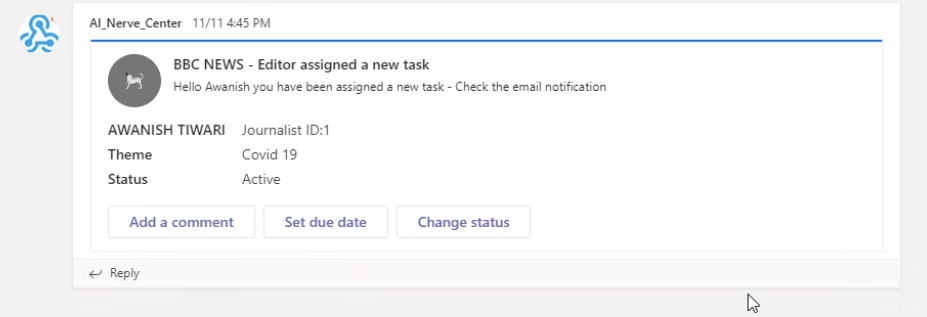 AI_Nerve_Center 11/11 4:45 PM
BBC NEWS - Editor assigned a new task
Hello Awanish you have been assigned a new task - Check the email notification
AWANISH TIWARI Journalist ID:1
Theme Covid 19
Status Active
Add a comment Set due date Change status
Reply